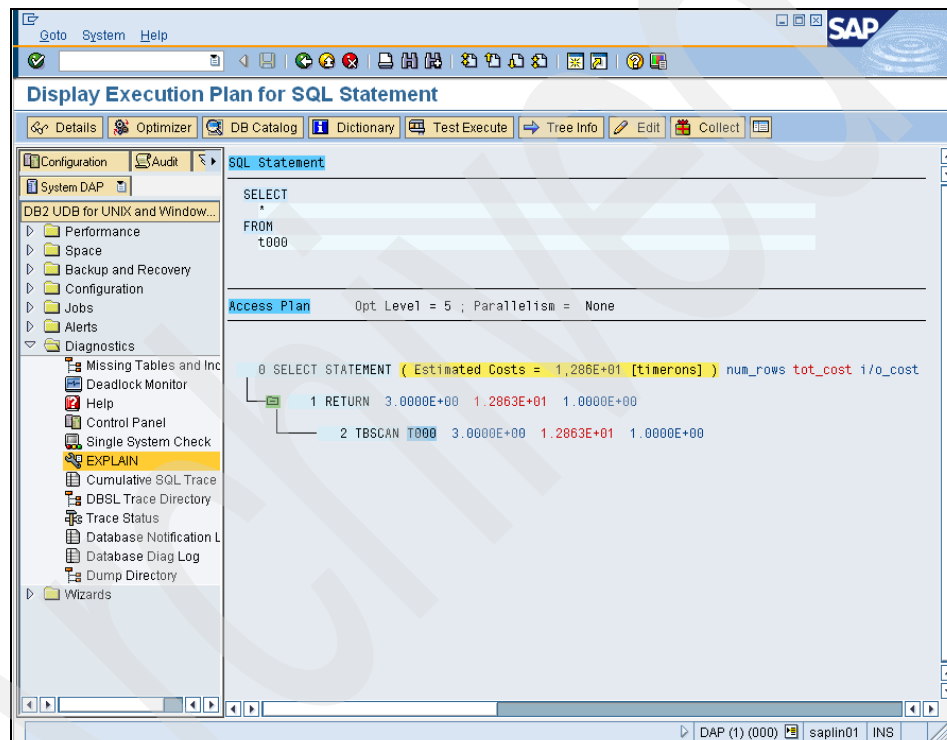 Goto System Help
SAP
Display Execution Plan for SQL Statement
Details Optimizer DB Catalog Dictionary Test Execute Tree Info Edit Collect
Configuration Audit
System DAP
DB2 UDB for UNIX and Window...
Performance
Space
Backup and Recovery
Configuration
Jobs
Alerts
Diagnostics
Missing Tables and Inc
Deadlock Monitor
Help
Control Panel
Single System Check
EXPLAIN
Cumulative SQL Trace
DBSL Trace Directory
Trace Status
Database Notification L
Database Diag Log
Dump Directory
Wizards
SQL Statement
SELECT
*
FROM
t000
Access Plan Opt Level = 5 ; Parallelism = None
0 SELECT STATEMENT ( Estimated Costs = 1,286E+01 [timerons] ) num_rows tot_cost i/o_cost
1 RETURN 3.0000E+00 1.2863E+01 1.0000E+00
2 TBSCAN T000 3.0000E+00 1.2863E+01 1.0000E+00
DAP (1) (000) saplin01 INS